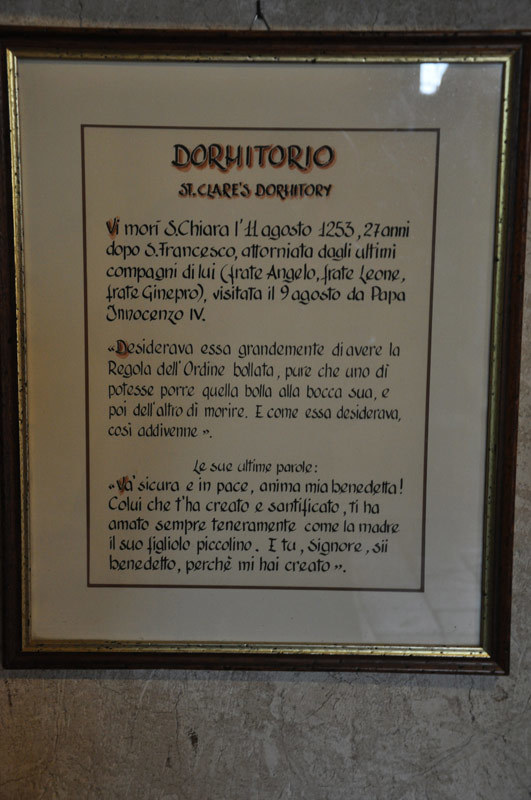 DORMITORIO
ST. CLARE'S DORMITORY
Vi morí S.Chiara l'11 agosto 1253, 27 anni
dopo S.Francesco, attorniata dagli ultimi
compagni di lui (frate Angelo, frate Leone,
frate Ginepro), visitata il 9 agosto da Papa
Innocenzo IV.
«Desiderava essa grandemente di avere la
Regola dell'Ordine bollata, pure che uno dí
potesse porre quella bolla alla bocca sua, e
poi dell'altro dí morire. E come essa desiderava,
cosí addivenne».
Le sue ultime parole:
«Va' sicura e in pace, anima mia benedetta!
Colui che t'ha creato e santificato, ti ha
amato sempre teneramente come la madre
il suo figliolo piccolino. E tu, Signore, sii
benedetto, perchè mi hai creato».